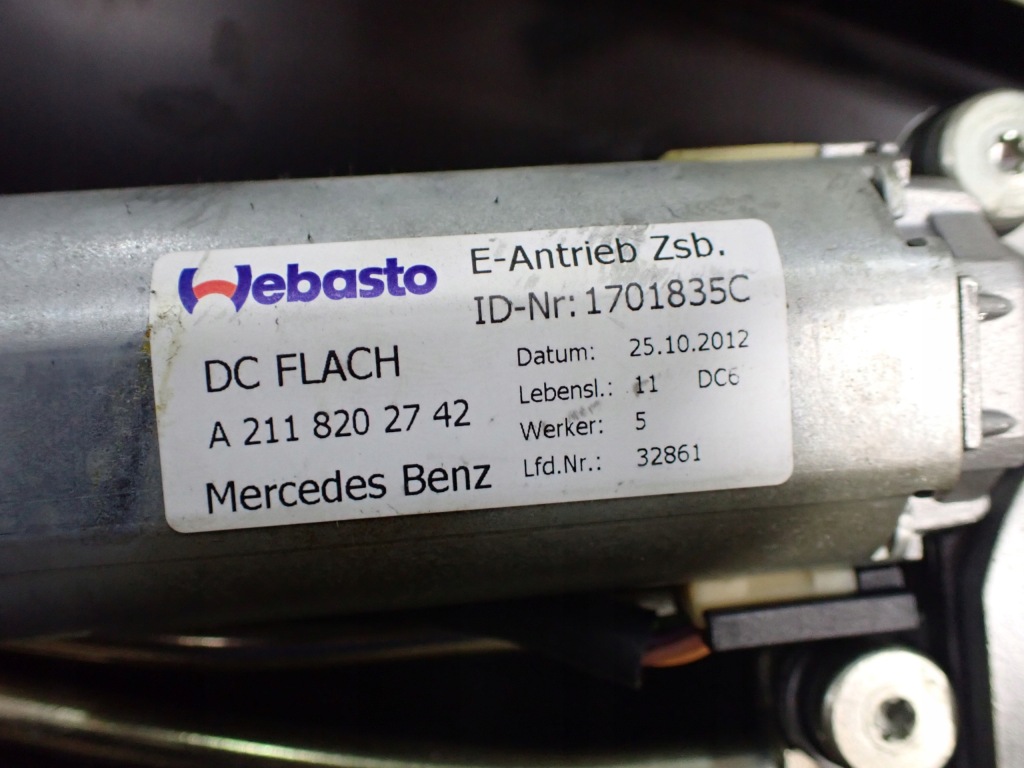 Webasto
DC FLACH
A 211 820 27 42
Mercedes Benz
E-Antrieb Zsb.
ID-Nr: 1701835C
Datum: 25.10.2012
Lebensl.: 11 DC6
Werker: 5
Lfd.Nr.: 32861